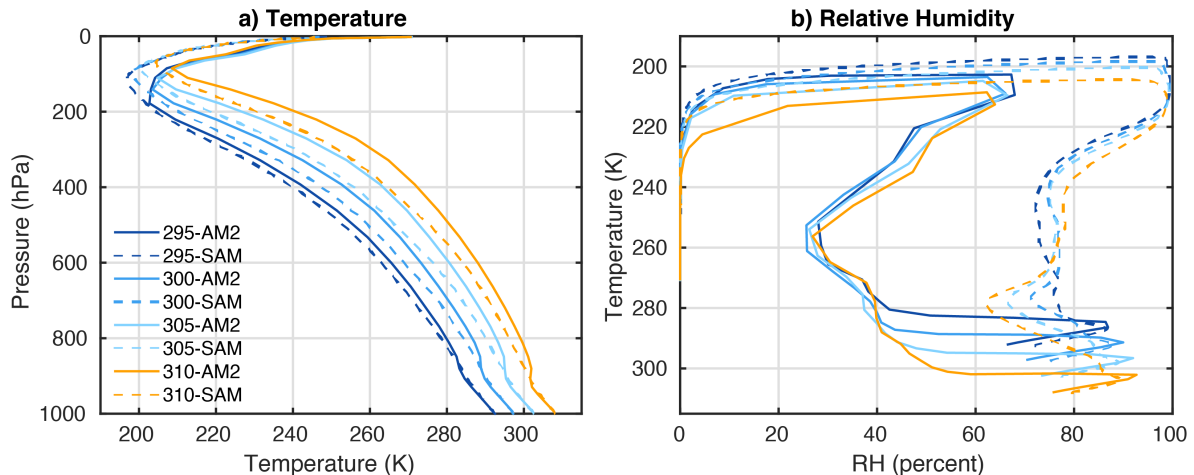 a) Temperature
0
200
400
600
800
1000
Pressure (hPa)
295-AM2
295-SAM
300-AM2
300-SAM
305-AM2
305-SAM
310-AM2
310-SAM
200 220 240 260 280 300
Temperature (K)
b) Relative Humidity
200
220
240
260
280
300
Temperature (K)
0 20 40 60 80 100
RH (percent)